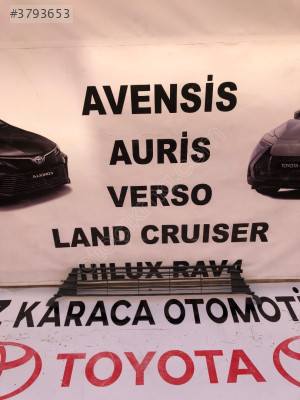 #3793653
AVENSİS
AURİS
VERSO
LAND CRUISER
HILUX RAV4
Z KARACA OTOMOTİ
TOYOTA